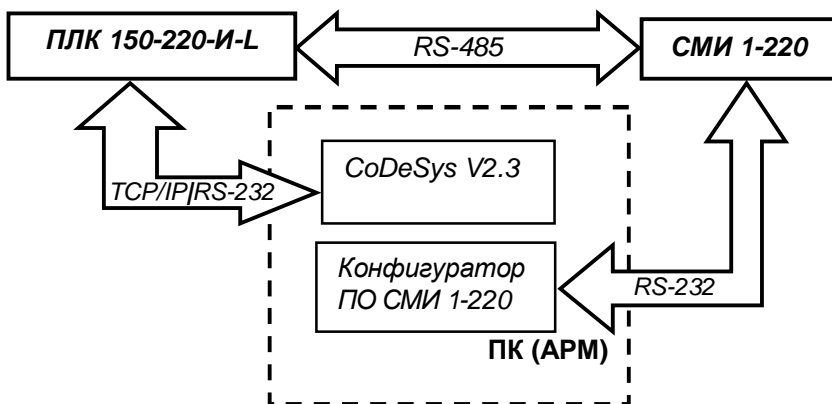 ПЛК 150-220-И-L
RS-485
СМИ 1-220
CoDeSys V2.3
TCP/IP|RS-232
Конфигуратор
ПО СМИ 1-220
RS-232
ПК (АРМ)